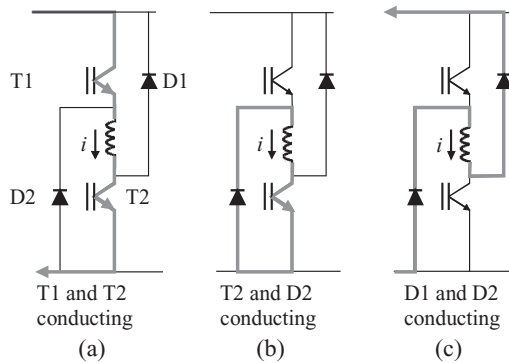 T1
D1
i
D2
T2
i
i
T1 and T2
conducting
(a)
T2 and D2
conducting
(b)
D1 and D2
conducting
(c)